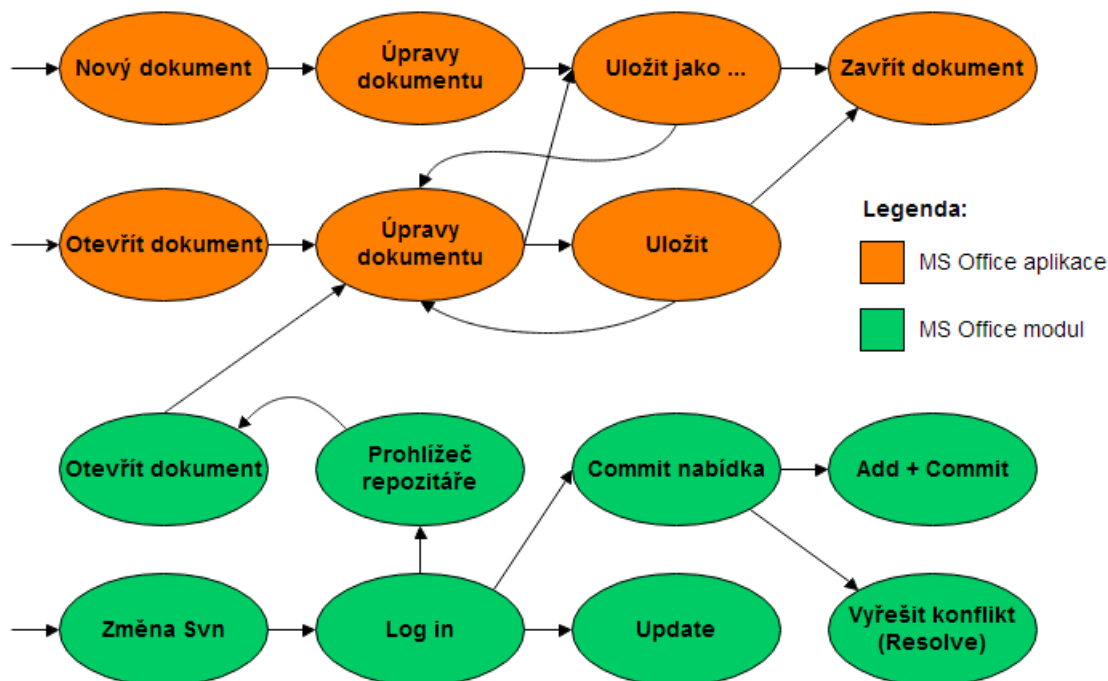 Nový dokument
Úpravy
dokumentu
Uložit jako ...
Zavřít dokument
Otevřít dokument
Úpravy
dokumentu
Uložit
Legenda:
MS Office aplikace
MS Office modul
Otevřít dokument
Prohlížeč
repozitáře
Commit nabídka
Add + Commit
Změna Svn
Log in
Update
Vyřešit konflikt
(Resolve)